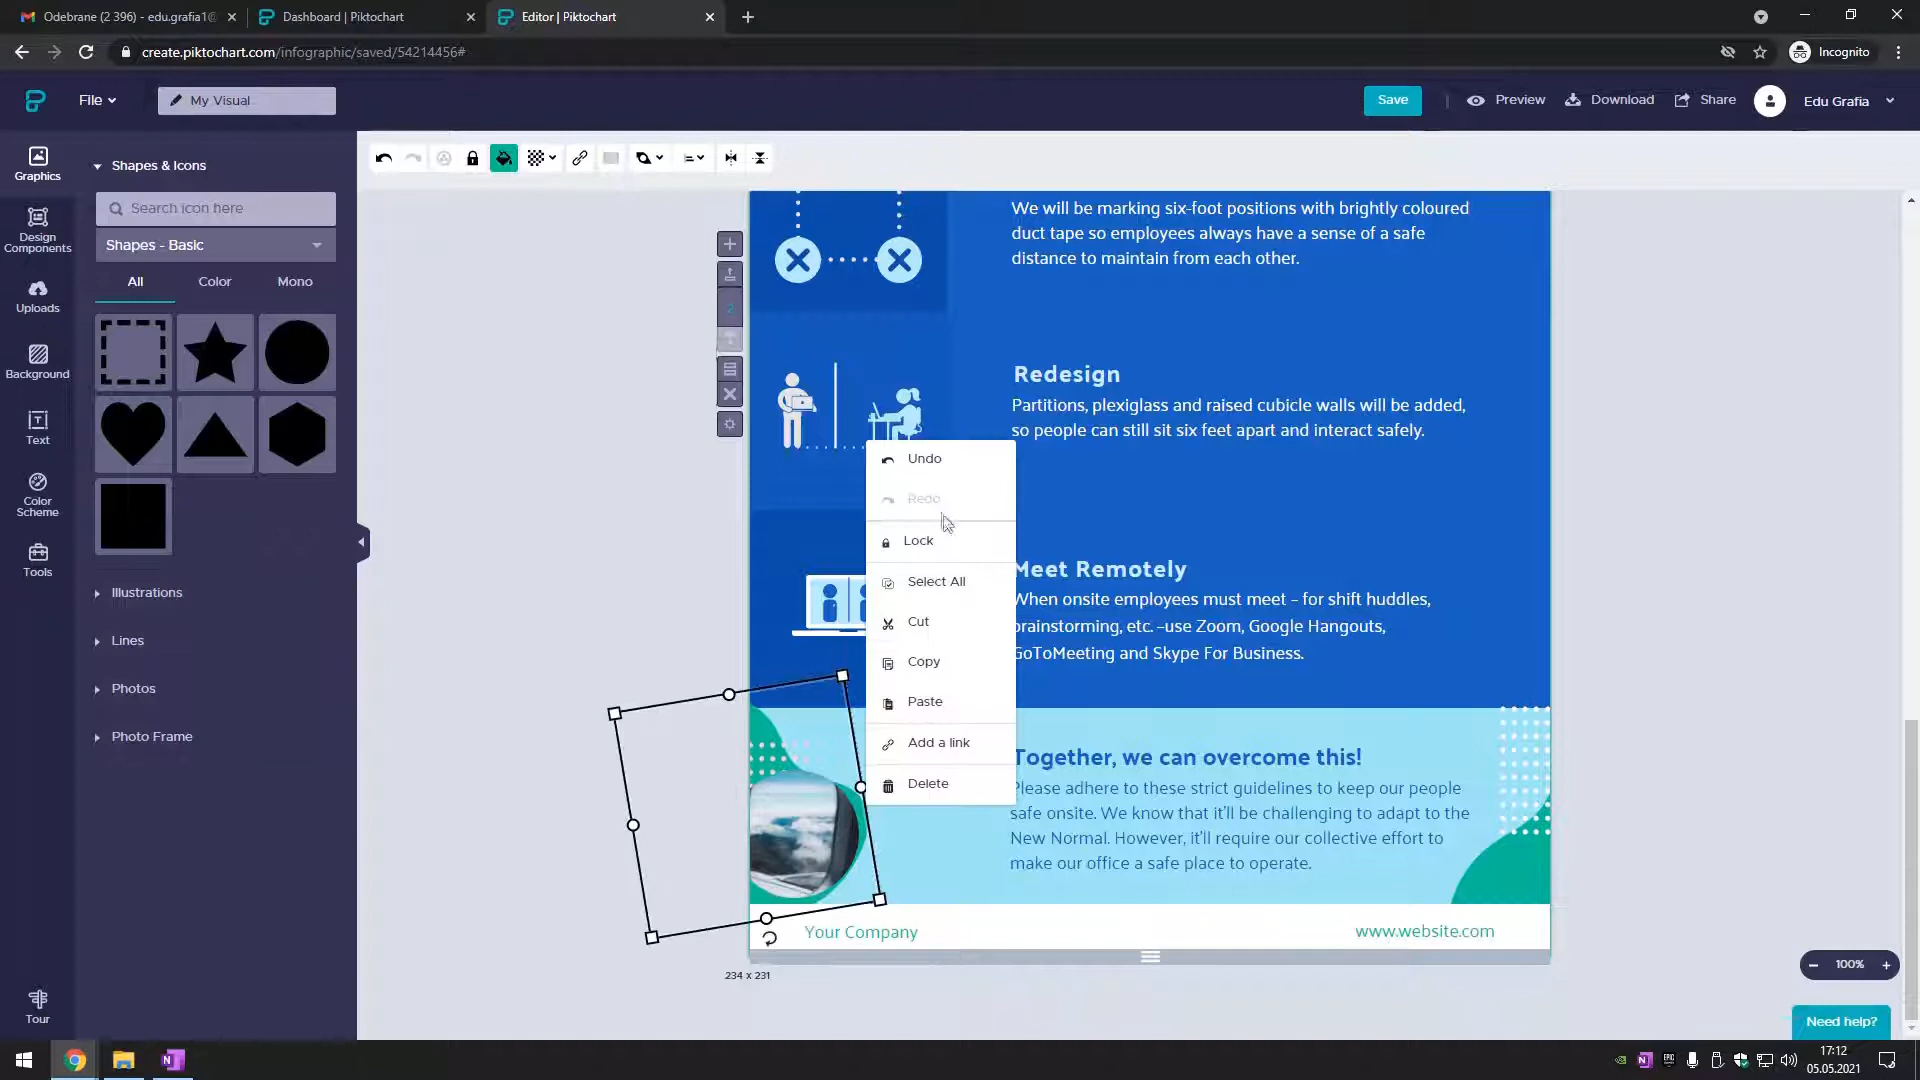 Odebrane (2 396) - edu.grafia1@
Dashboard | Piktochart
Editor | Piktochart
create.piktochart.com/infographic/saved/54214456#
Incognito
File
My Visual
Save
Preview
Download
Share
Edu Grafia
Graphics
Design
Components
Uploads
Background
Text
Color
Scheme
Tools
Tour
Shapes & Icons
Search icon here
Shapes - Basic
All
Color
Mono
Illustrations
Lines
Photos
Photo Frame
2
We will be marking six-foot positions with brightly coloured
duct tape so employees always have a sense of a safe
distance to maintain from each other.
Redesign
Partitions, plexiglass and raised cubicle walls will be added,
so people can still sit six feet apart and interact safely.
Undo
Redo
Lock
Select All
Cut
Copy
Paste
Add a link
Delete
Meet Remotely
When onsite employees must meet – for shift huddles,
brainstorming, etc. –use Zoom, Google Hangouts,
GoToMeeting and Skype For Business.
Together, we can overcome this!
Please adhere to these strict guidelines to keep our people
safe onsite. We know that it'll be challenging to adapt to the
New Normal. However, it'll require our collective effort to
make our office a safe place to operate.
Your Company
www.website.com
234 x 231
100%
Need help?
17:12
05.05.2021